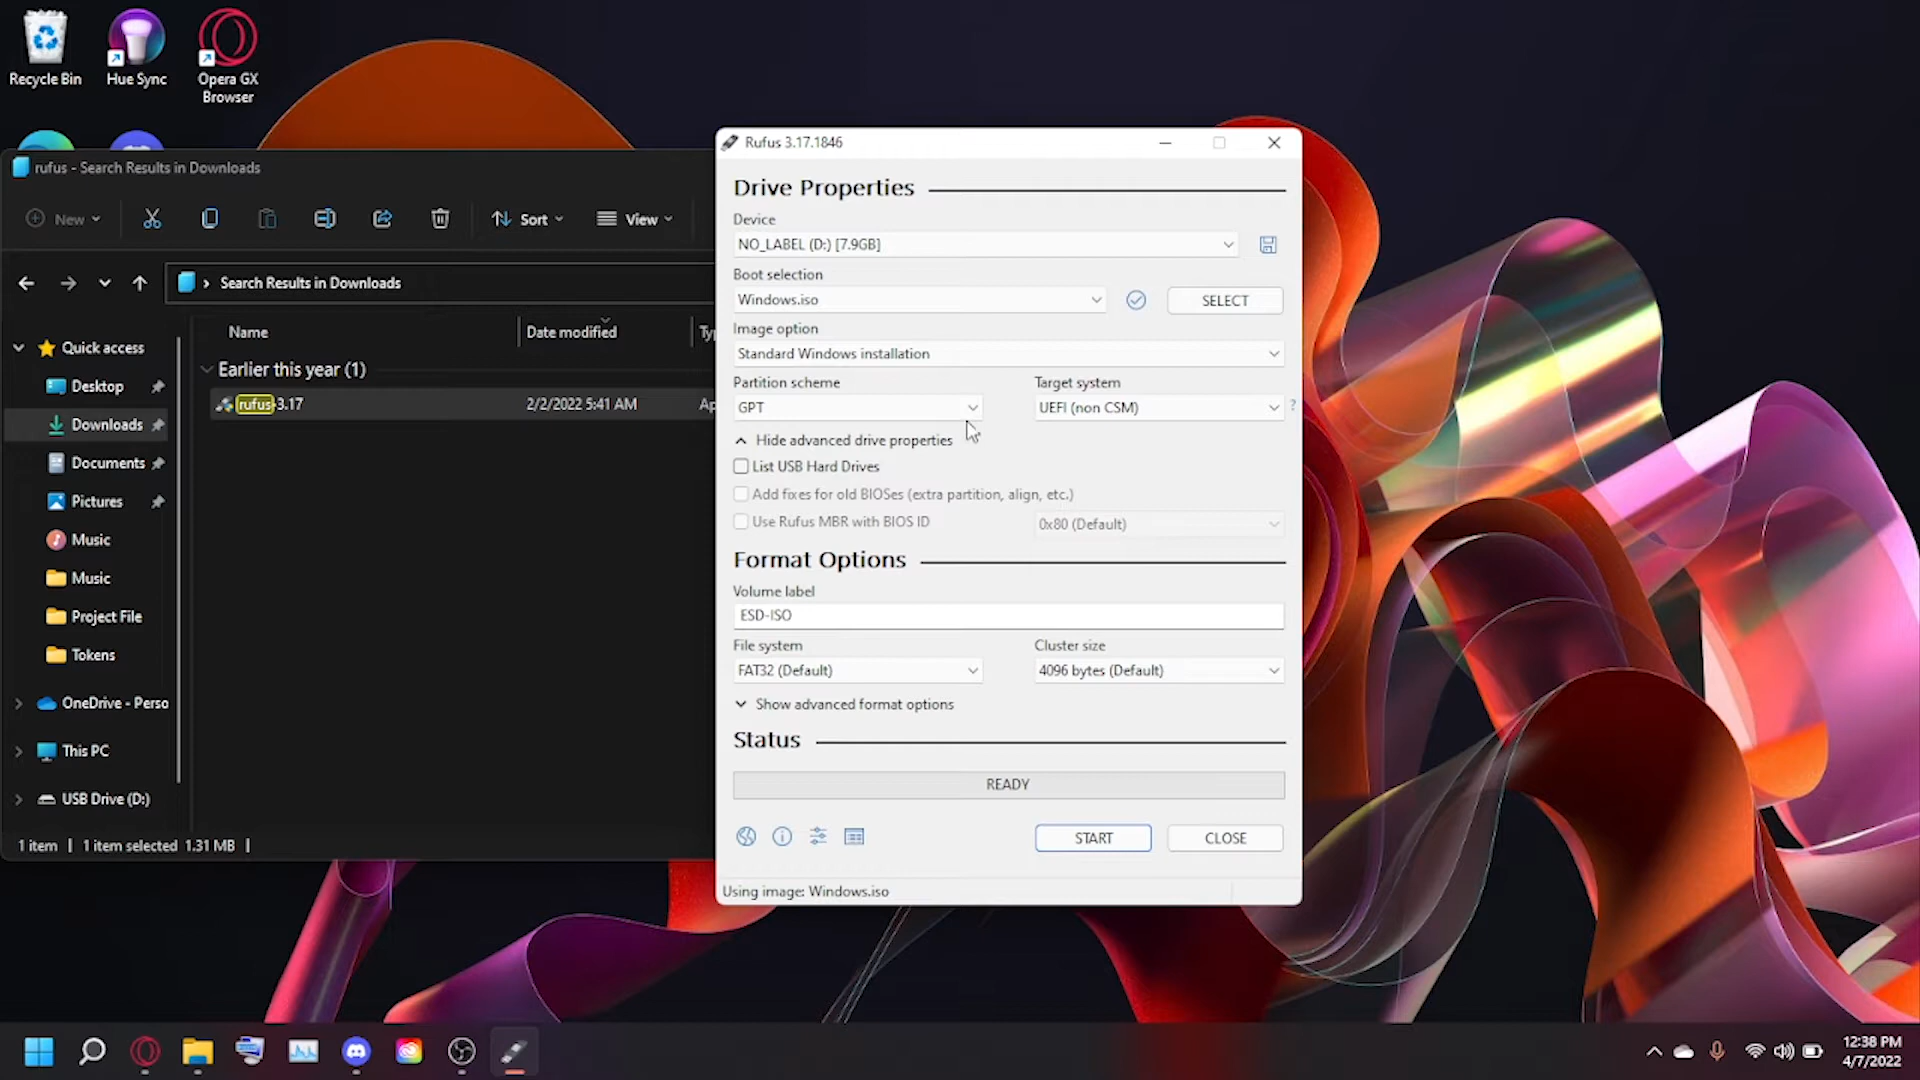 Recycle Bin
Hue Sync
Opera GX
Browser
rufus - Search Results in Downloads
New
Sort
View
Search Results in Downloads
Name
Date modified
Ty
Earlier this year (1)
rufus-3.17
2/2/2022 5:41 AM
Ap
Quick access
Desktop
Downloads
Documents
Pictures
Music
Music
Project File
Tokens
OneDrive - Perso
This PC
USB Drive (D:)
1 item
1 item selected 1.31 MB
Rufus 3.17.1846
Drive Properties
Device
NO_LABEL (D:) [7.9GB]
Boot selection
Windows.iso
SELECT
Image option
Standard Windows installation
Partition scheme
Target system
GPT
UEFI (non CSM)
?
Hide advanced drive properties
List USB Hard Drives
Add fixes for old BIOSes (extra partition, align, etc.)
Use Rufus MBR with BIOS ID
0x80 (Default)
Format Options
Volume label
ESD-ISO
File system
Cluster size
FAT32 (Default)
4096 bytes (Default)
Show advanced format options
Status
READY
START
CLOSE
Using image: Windows.iso
12:38 PM
4/7/2022